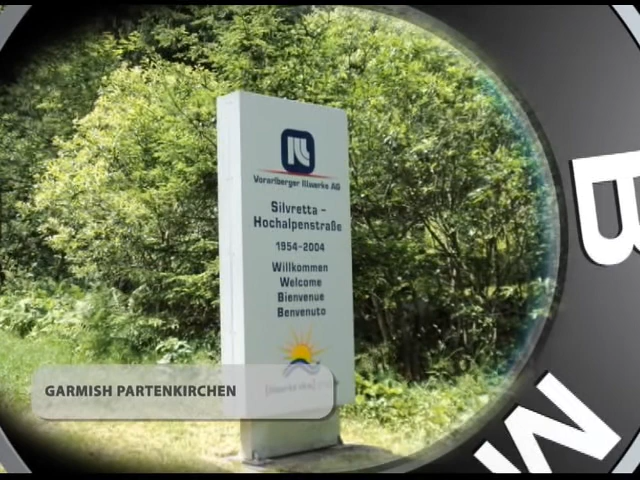 Vorarlberger Illwerke AG
Silvretta -
Hochalpenstraße
1954-2004
Willkommen
Welcome
Bienvenue
Benvenuto
GARMISH PARTENKIRCHEN
B
M